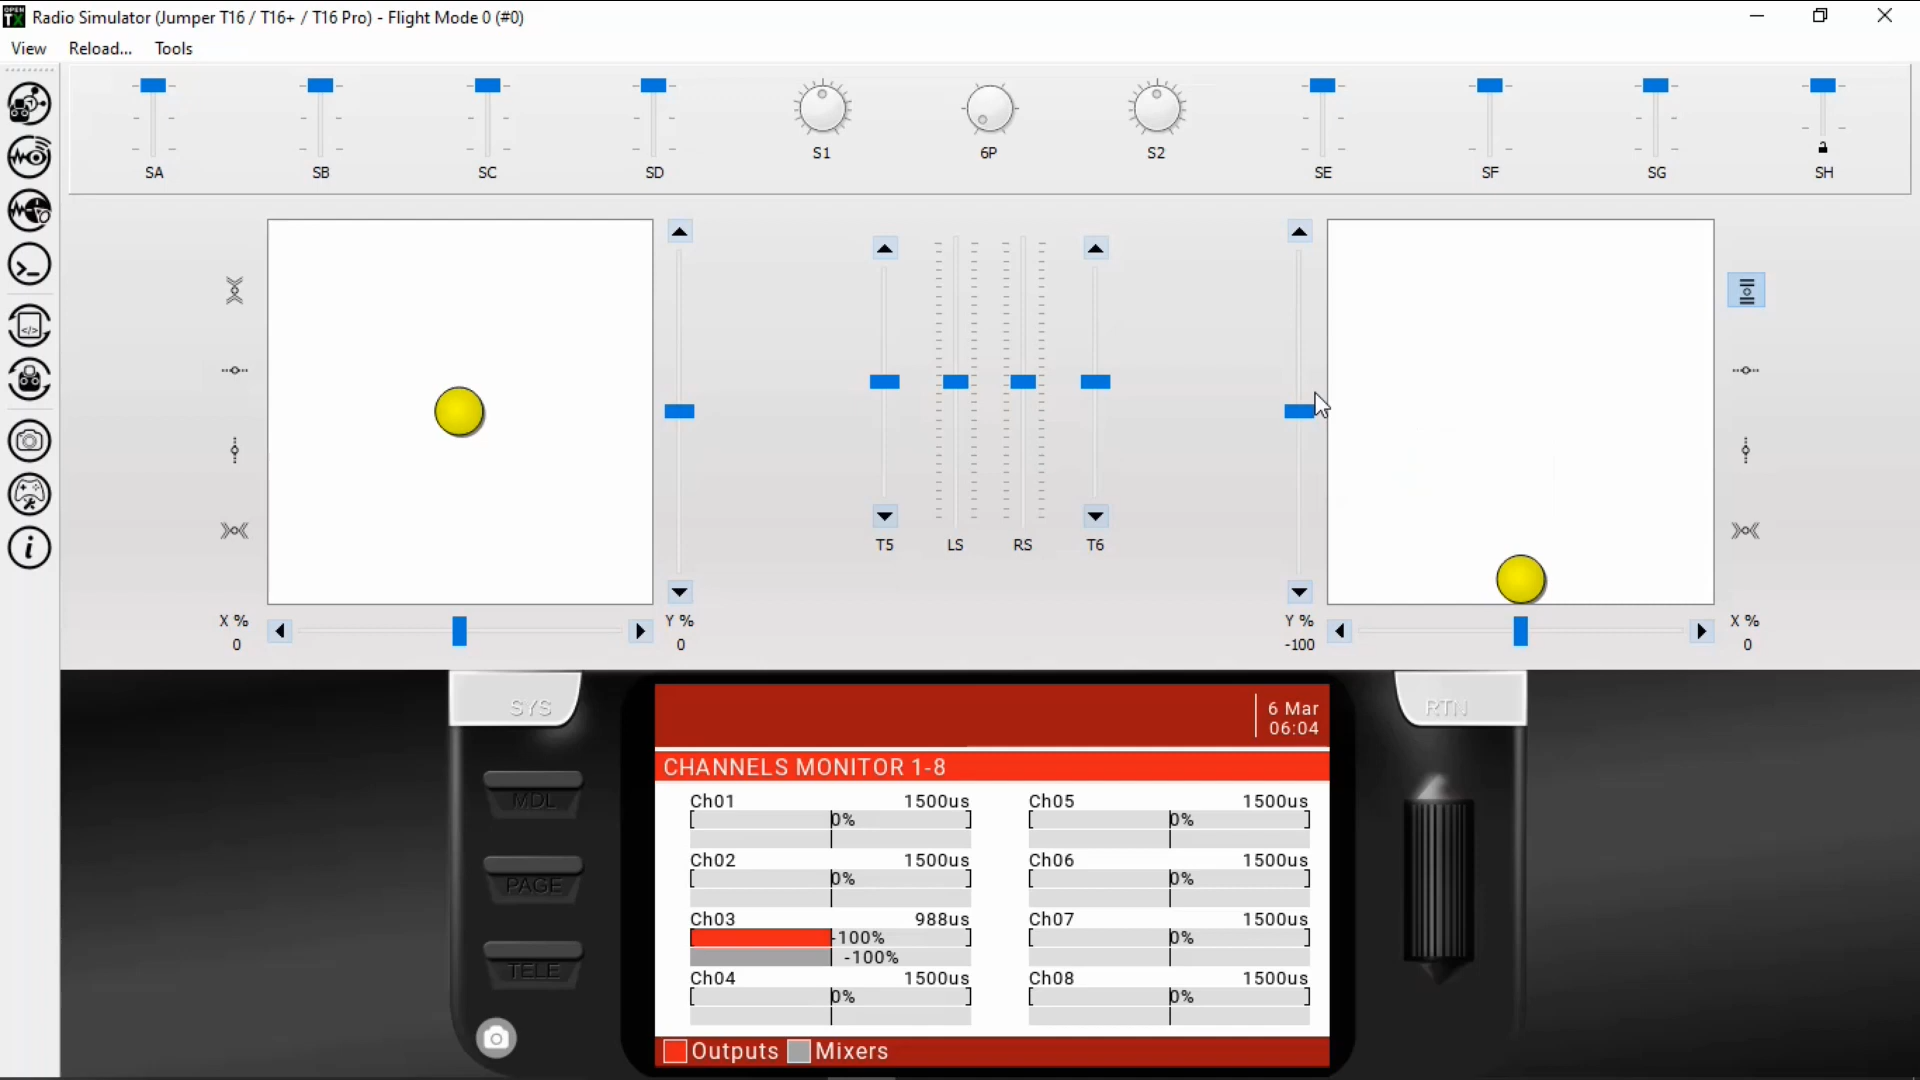 OPEN TX Radio Simulator (Jumper T16 / T16+ / T16 Pro) - Flight Mode 0 (#0)
View Reload... Tools
SA SB SC SD S1 6P S2 SE SF SG SH
T5 LS RS T6
X % Y % Y % X %
0 0 -100 0
SYS RTN
6 Mar
06:04
CHANNELS MONITOR 1-8
MDL
PAGE
TELE
Ch01 1500us
0%
Ch02 1500us
0%
Ch03 988us
-100%
-100%
Ch04 1500us
0%
Ch05 1500us
0%
Ch06 1500us
0%
Ch07 1500us
0%
Ch08 1500us
0%
Outputs Mixers